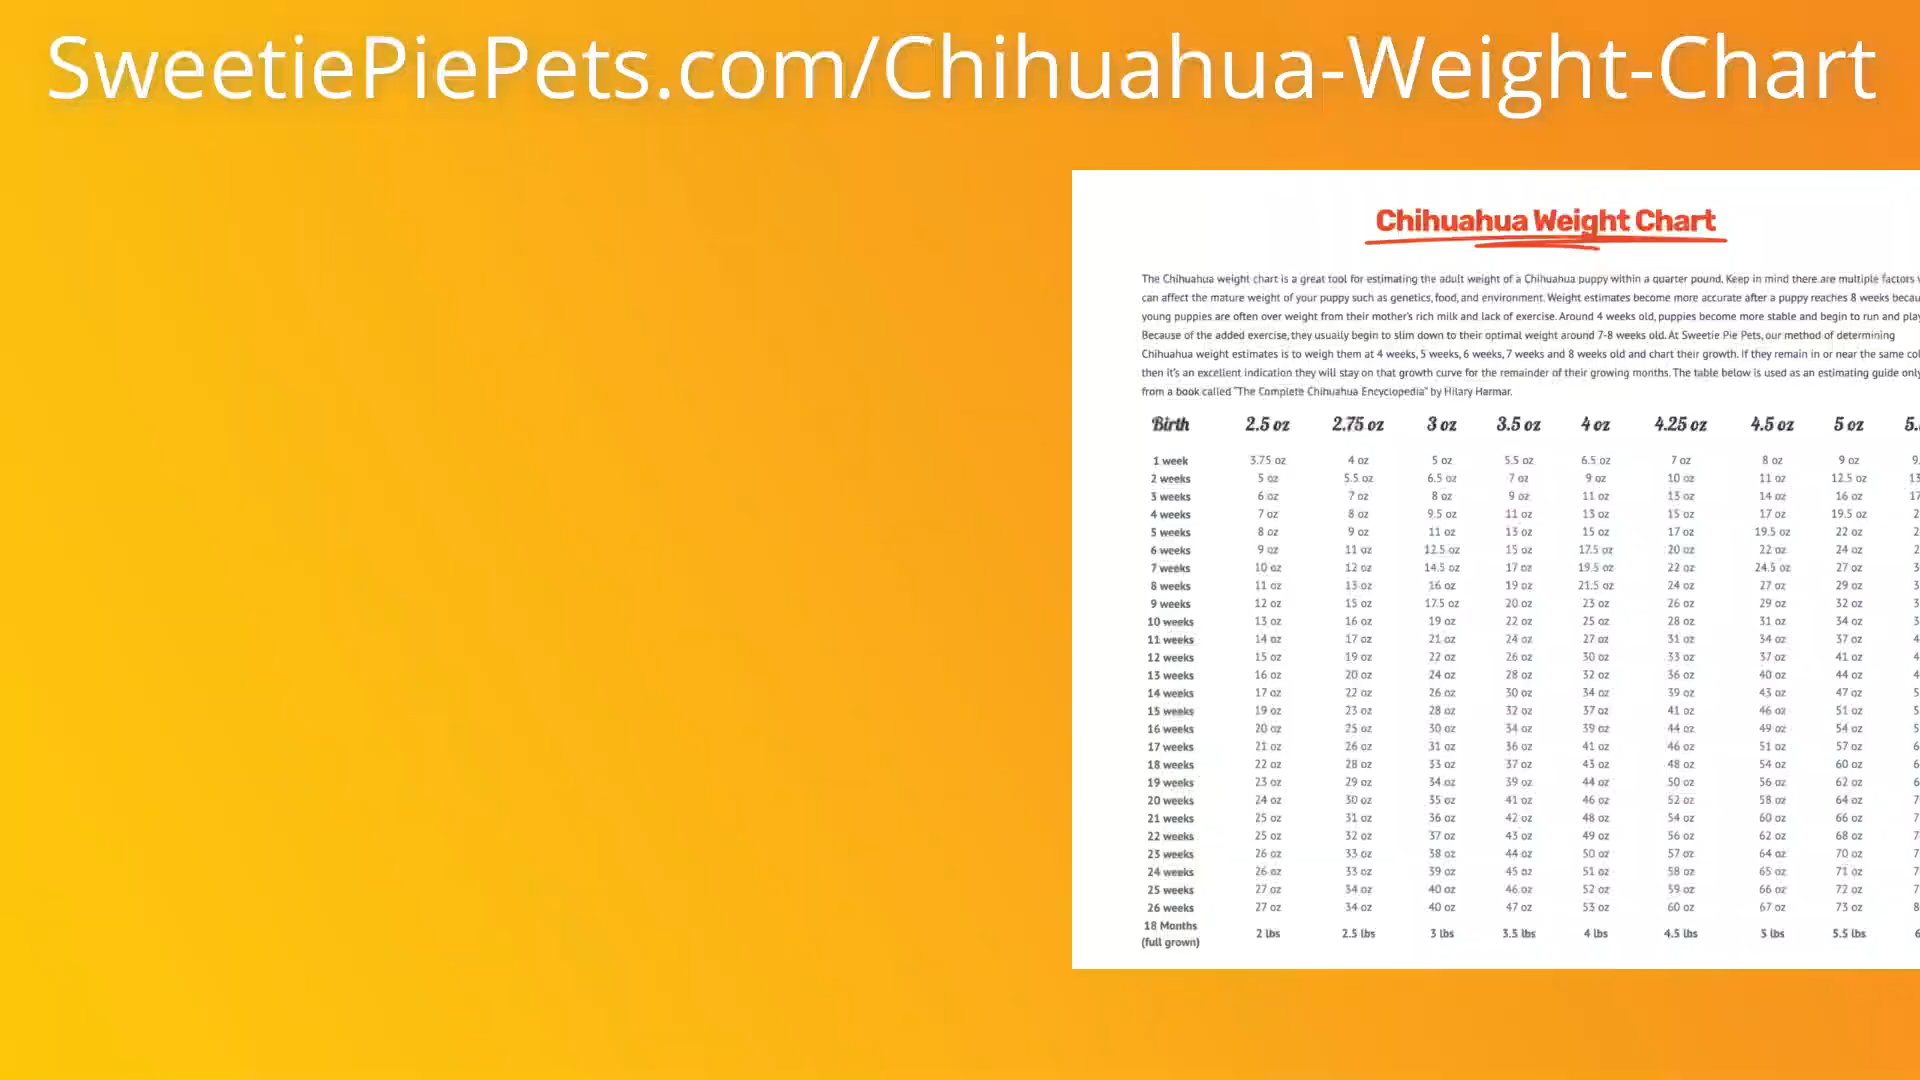 SweetiePiePets.com/Chihuahua-Weight-Chart
Chihuahua Weight Chart
The Chihuahua weight chart is a great tool for estimating the adult weight of a Chihuahua puppy within a quarter pound. Keep in mind there are multiple factors
can affect the mature weight of your puppy such as genetics, food, and environment. Weight estimates become more accurate after a puppy reaches 8 weeks
young puppies are often over weight from their mother's rich milk and lack of exercise. Around 4 weeks old, puppies become more stable and begin to run and play
Because of the added exercise, they usually begin to slim down to their optimal weight around 7-8 weeks old. At Sweetie Pie Pets, our method of determining
Chihuahua weight estimates is to weigh them at 4 weeks, 5 weeks, 6 weeks, 7 weeks and 8 weeks old and chart their growth. If they remain in or near the same
then it's an excellent indication they will stay on that growth curve for the remainder of their growing months. The table below is used as an estimating guide only
from a book called "The Complete Chihuahua Encyclopedia" by Hilary Harmar.
Birth 2.5 oz 2.75 oz 3 oz 3.5 oz 4 oz 4.25 oz 4.5 oz 5 oz
1 week 3.75 oz 4 oz 5 oz 5.5 oz 6.5 oz 7 oz 8 oz 9 oz
2 weeks 5 oz 5.5 oz 6.5 oz 7 oz 9 oz 10 oz 11 oz 12.5 oz
3 weeks 6 oz 7 oz 8 oz 9 oz 11 oz 13 oz 14 oz 16 oz
4 weeks 7 oz 8 oz 9.5 oz 11 oz 13 oz 15 oz 17 oz 19.5 oz
5 weeks 8 oz 9 oz 11 oz 13 oz 15 oz 17 oz 19.5 oz 22 oz
6 weeks 9 oz 11 oz 12.5 oz 15 oz 17.5 oz 20 oz 22 oz 24 oz
7 weeks 10 oz 12 oz 14.5 oz 17 oz 19.5 oz 22 oz 24.5 oz 27 oz
8 weeks 11 oz 13 oz 16 oz 19 oz 21.5 oz 24 oz 27 oz 29 oz
9 weeks 12 oz 15 oz 17.5 oz 20 oz 23 oz 26 oz 29 oz 32 oz
10 weeks 13 oz 16 oz 19 oz 22 oz 25 oz 28 oz 31 oz 34 oz
11 weeks 14 oz 17 oz 21 oz 24 oz 27 oz 31 oz 34 oz 37 oz
12 weeks 15 oz 19 oz 22 oz 26 oz 30 oz 33 oz 37 oz 41 oz
13 weeks 16 oz 20 oz 24 oz 28 oz 32 oz 36 oz 40 oz 44 oz
14 weeks 17 oz 22 oz 26 oz 30 oz 34 oz 39 oz 43 oz 47 oz
15 weeks 19 oz 23 oz 28 oz 32 oz 37 oz 41 oz 46 oz 51 oz
16 weeks 20 oz 25 oz 30 oz 34 oz 39 oz 44 oz 49 oz 54 oz
17 weeks 21 oz 26 oz 31 oz 36 oz 41 oz 46 oz 51 oz 57 oz
18 weeks 22 oz 28 oz 33 oz 37 oz 43 oz 48 oz 54 oz 60 oz
19 weeks 23 oz 29 oz 34 oz 39 oz 44 oz 50 oz 56 oz 62 oz
20 weeks 24 oz 30 oz 35 oz 41 oz 46 oz 52 oz 58 oz 64 oz
21 weeks 25 oz 31 oz 36 oz 42 oz 48 oz 54 oz 60 oz 66 oz
22 weeks 25 oz 32 oz 37 oz 43 oz 49 oz 56 oz 62 oz 68 oz
23 weeks 26 oz 33 oz 38 oz 44 oz 50 oz 57 oz 64 oz 70 oz
24 weeks 26 oz 33 oz 39 oz 45 oz 51 oz 58 oz 65 oz 71 oz
25 weeks 27 oz 34 oz 40 oz 46 oz 52 oz 59 oz 66 oz 72 oz
26 weeks 27 oz 34 oz 40 oz 47 oz 53 oz 60 oz 67 oz 73 oz
18 Months
(full grown) 2 lbs 2.5 lbs 3 lbs 3.5 lbs 4 lbs 4.5 lbs 5 lbs 5.5 lbs